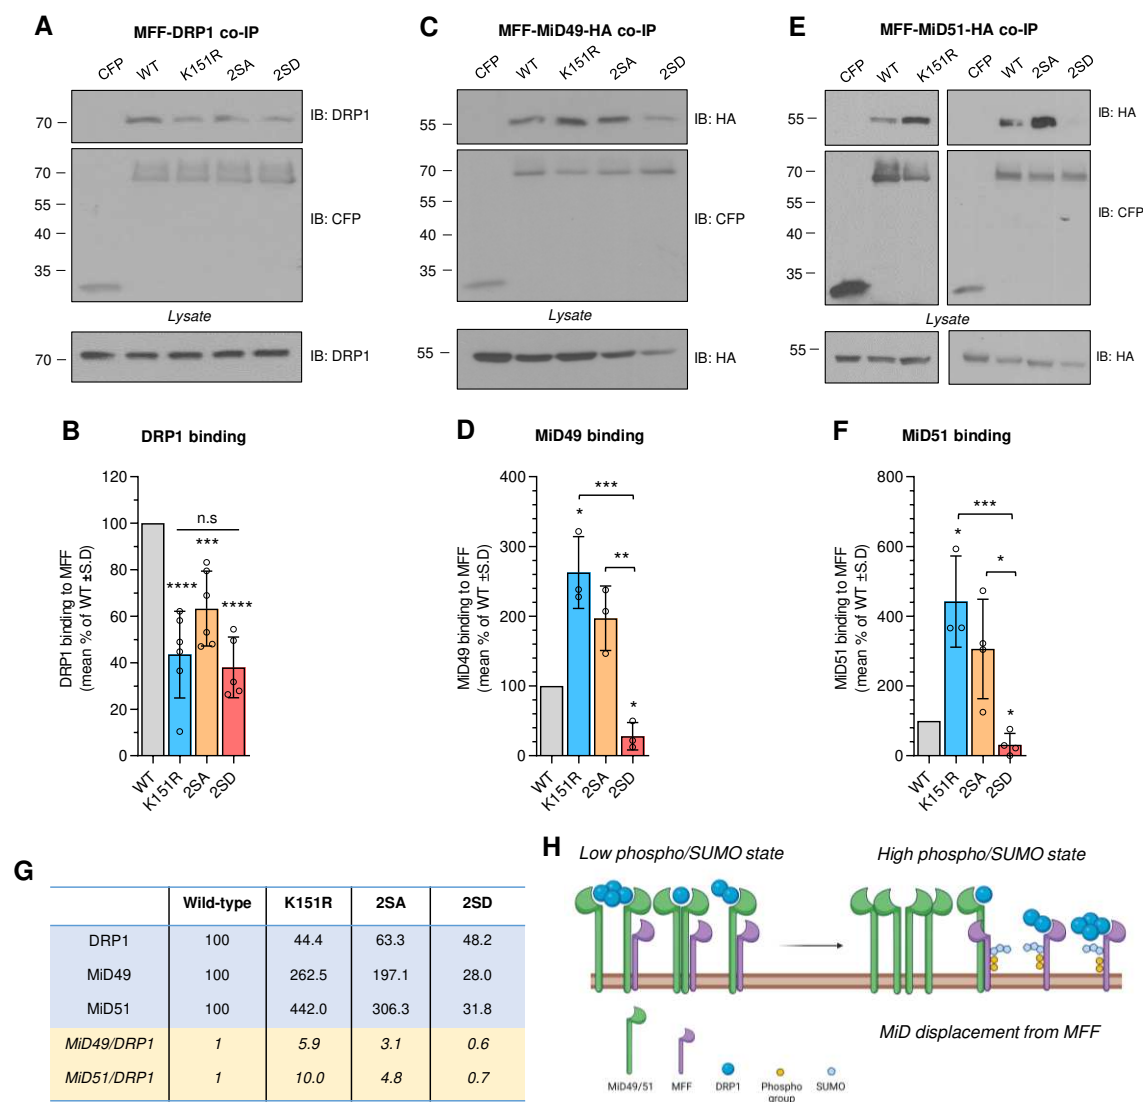 A
MFF-DRP1 co-IP
CFP
WT
K151R
2SA
2SD
70
IB: DRP1
70
55
40
35
IB: CFP
Lysate
70
IB: DRP1
C
MFF-MiD49-HA co-IP
CFP
WT
K151R
2SA
2SD
55
IB: HA
70
55
40
35
IB: CFP
Lysate
55
IB: HA
E
MFF-MiD51-HA co-IP
CFP
WT
K151R
CFP
WT
2SA
2SD
55
IB: HA
70
55
40
35
IB: CFP
Lysate
55
IB: HA
B
DRP1 binding
DRP1 binding to MFF
(mean % of WT ±S.D)
120
100
80
60
40
20
0
n.s
****
***
****
WT
K151R
2SA
2SD
D
MiD49 binding
MiD49 binding to MFF
(mean % of WT ±S.D)
400
300
200
100
0
***
*
**
*
WT
K151R
2SA
2SD
F
MiD51 binding
MiD51 binding to MFF
(mean % of WT ±S.D)
800
600
400
200
0
***
*
*
*
WT
K151R
2SA
2SD
G
Wild-type K151R 2SA 2SD
DRP1 100 44.4 63.3 48.2
MiD49 100 262.5 197.1 28.0
MiD51 100 442.0 306.3 31.8
MiD49/DRP1 1 5.9 3.1 0.6
MiD51/DRP1 1 10.0 4.8 0.7
H
Low phospho/SUMO state
High phospho/SUMO state
MiD displacement from MFF
MiD49/51
MFF
DRP1
Phospho
group
SUMO